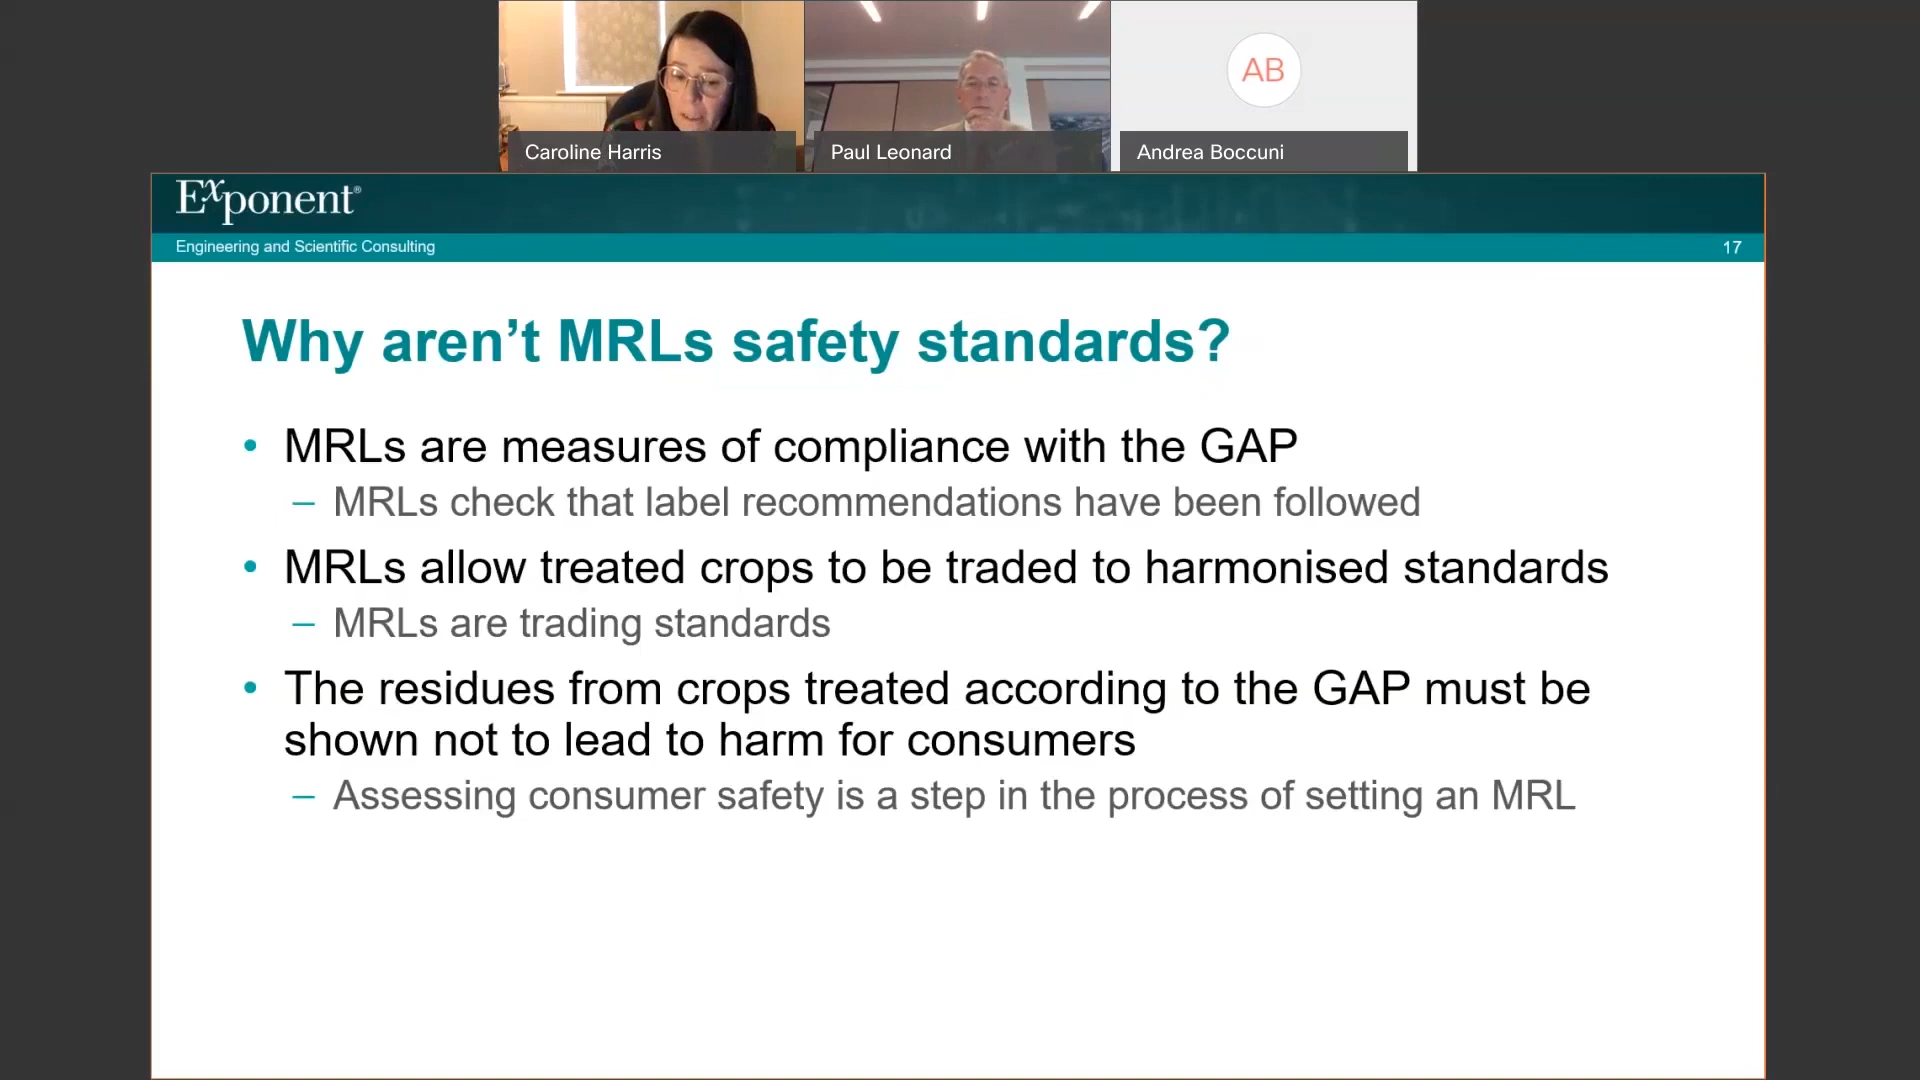 AB
Caroline Harris
Paul Leonard
Andrea Boccuni
Exponent®
Engineering and Scientific Consulting
17
Why aren’t MRLs safety standards?
• MRLs are measures of compliance with the GAP
– MRLs check that label recommendations have been followed
• MRLs allow treated crops to be traded to harmonised standards
– MRLs are trading standards
• The residues from crops treated according to the GAP must be
shown not to lead to harm for consumers
– Assessing consumer safety is a step in the process of setting an MRL